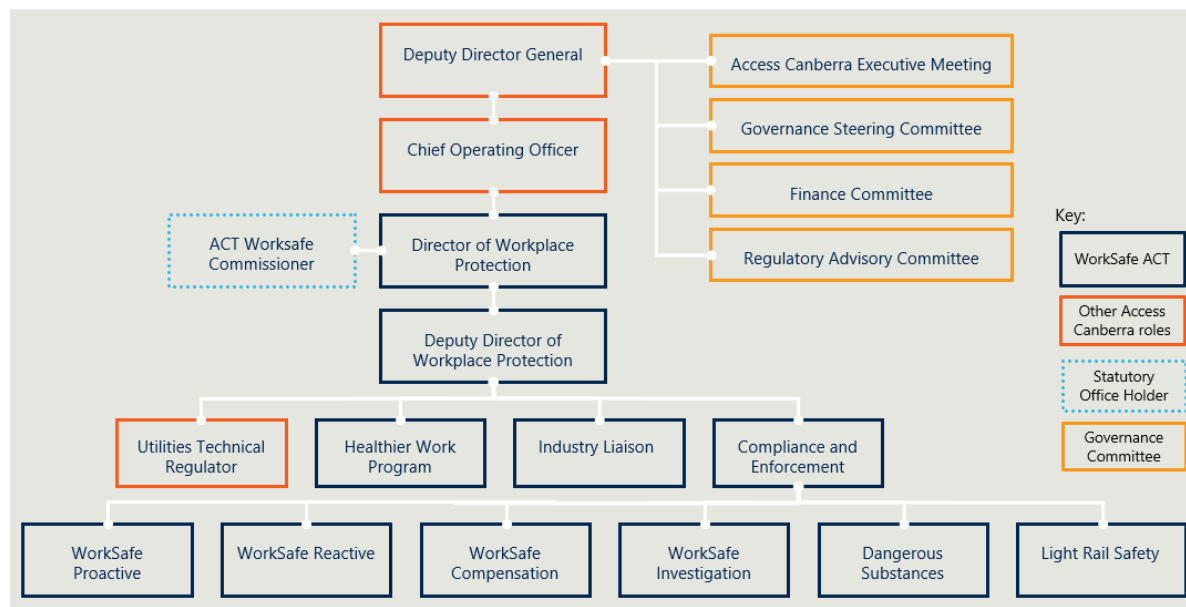 Deputy Director General
Access Canberra Executive Meeting
Governance Steering Committee
Chief Operating Officer
Finance Committee
ACT Worksafe
Commissioner
Director of Workplace
Protection
Regulatory Advisory Committee
Key:
WorkSafe ACT
Other Access
Canberra roles
Statutory
Office Holder
Governance
Committee
Deputy Director of
Workplace Protection
Utilities Technical
Regulator
Healthier Work
Program
Industry Liaison
Compliance and
Enforcement
WorkSafe
Proactive
WorkSafe Reactive
WorkSafe
Compensation
WorkSafe
Investigation
Dangerous
Substances
Light Rail Safety